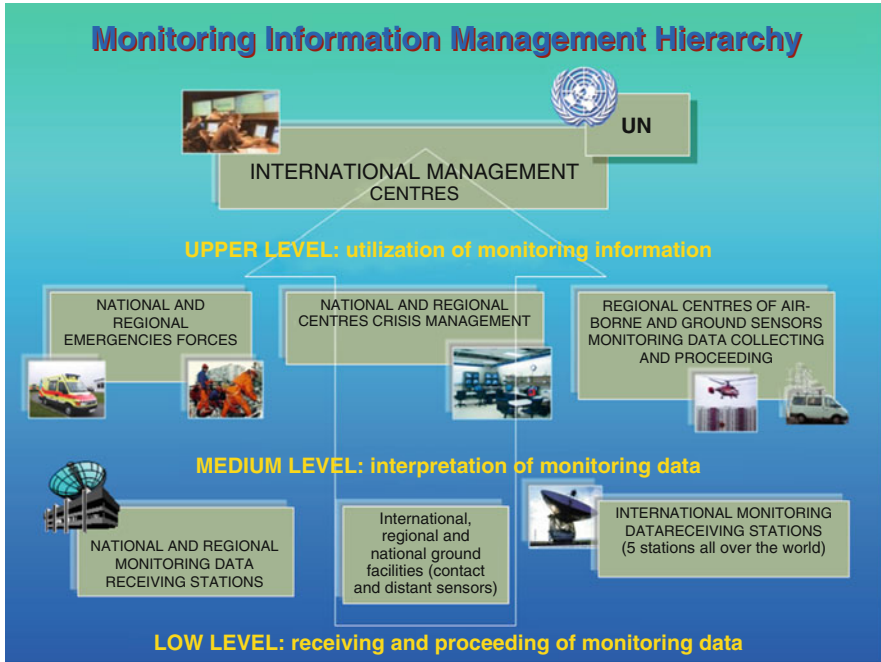 Monitoring Information Management Hierarchy
UN
INTERNATIONAL MANAGEMENT
CENTRES
UPPER LEVEL: utilization of monitoring information
NATIONAL AND
REGIONAL
EMERGENCIES FORCES
NATIONAL AND REGIONAL
CENTRES CRISIS MANAGEMENT
REGIONAL CENTRES OF AIR-
BORNE AND GROUND SENSORS
MONITORING DATA COLLECTING
AND PROCEEDING
MEDIUM LEVEL: interpretation of monitoring data
NATIONAL AND REGIONAL
MONITORING DATA
RECEIVING STATIONS
International,
regional and
national ground
facilities (contact
and distant sensors)
INTERNATIONAL MONITORING
DATARECEIVING STATIONS
(5 stations all over the world)
LOW LEVEL: receiving and proceeding of monitoring data